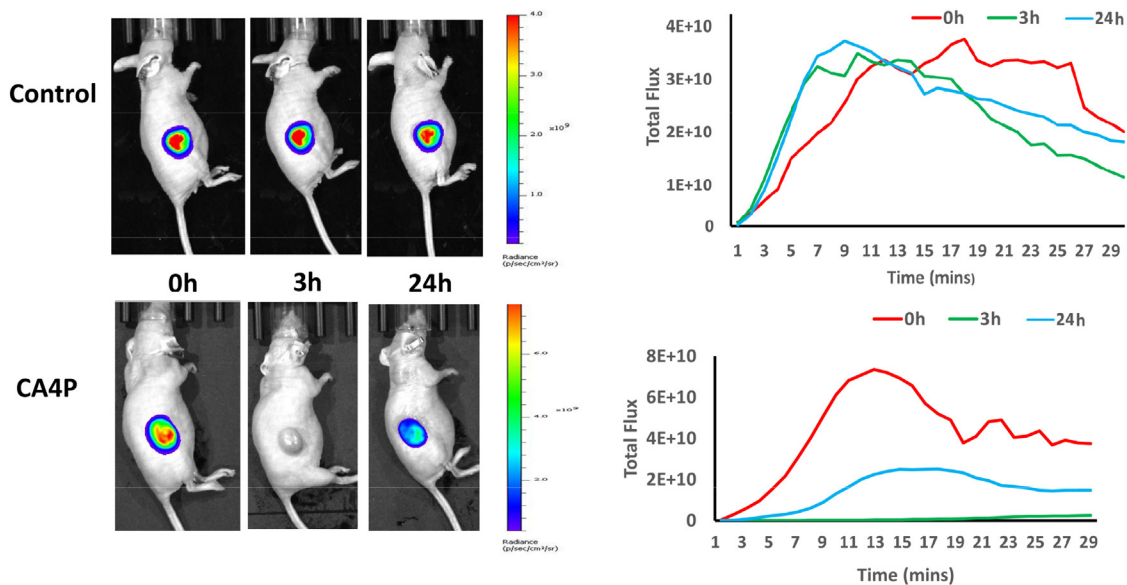 Control
4.0
3.0
×10⁹
2.0
1.0
Radiance
(p/sec/cm²/sr)
0h 3h 24h
CA4P
6.0
×10⁹
4.0
2.0
Radiance
(p/sec/cm²/sr)
0h 3h 24h
Total Flux
4E+10
3E+10
2E+10
1E+10
0
1 3 5 7 9 11 13 15 17 19 21 23 25 27 29
Time (mins)
0h 3h 24h
Total Flux
8E+10
6E+10
4E+10
2E+10
0
1 3 5 7 9 11 13 15 17 19 21 23 25 27 29
Time (mins)